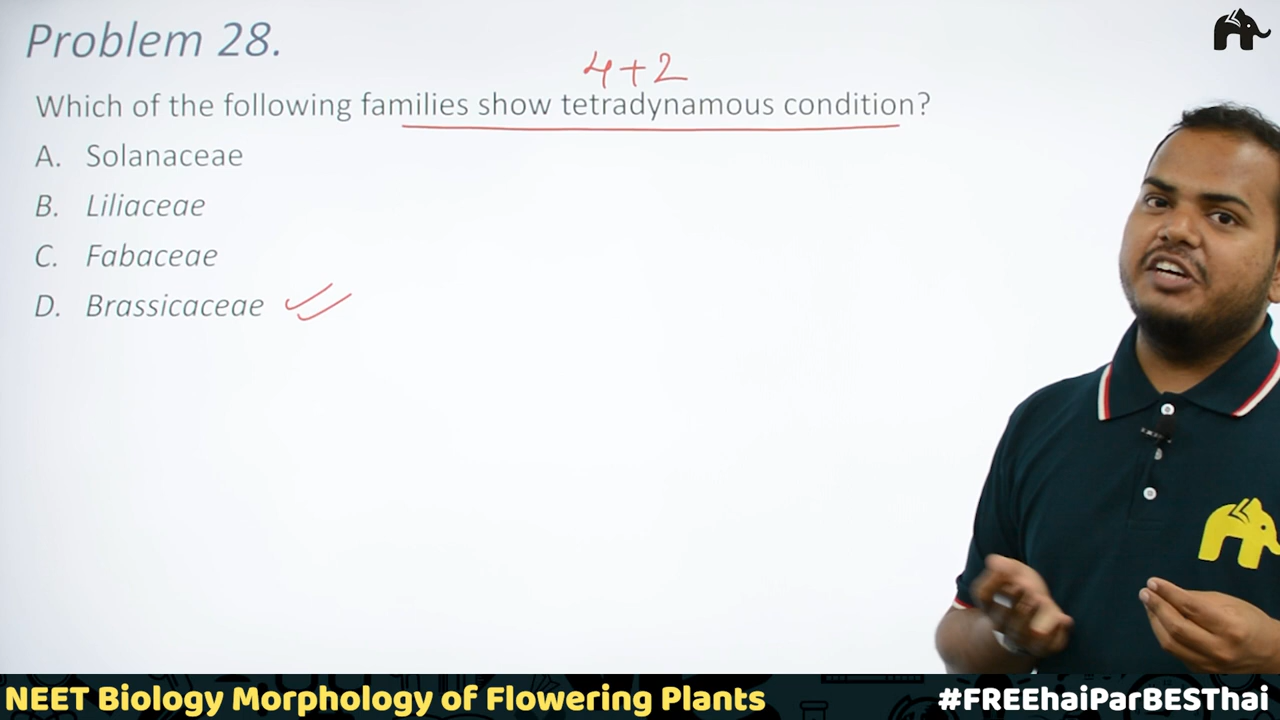 Problem 28.
4+2
Which of the following families show tetradynamous condition?
A. Solanaceae
B. Liliaceae
C. Fabaceae
D. Brassicaceae
NEET Biology Morphology of Flowering Plants
#FREEhaiParBESThai